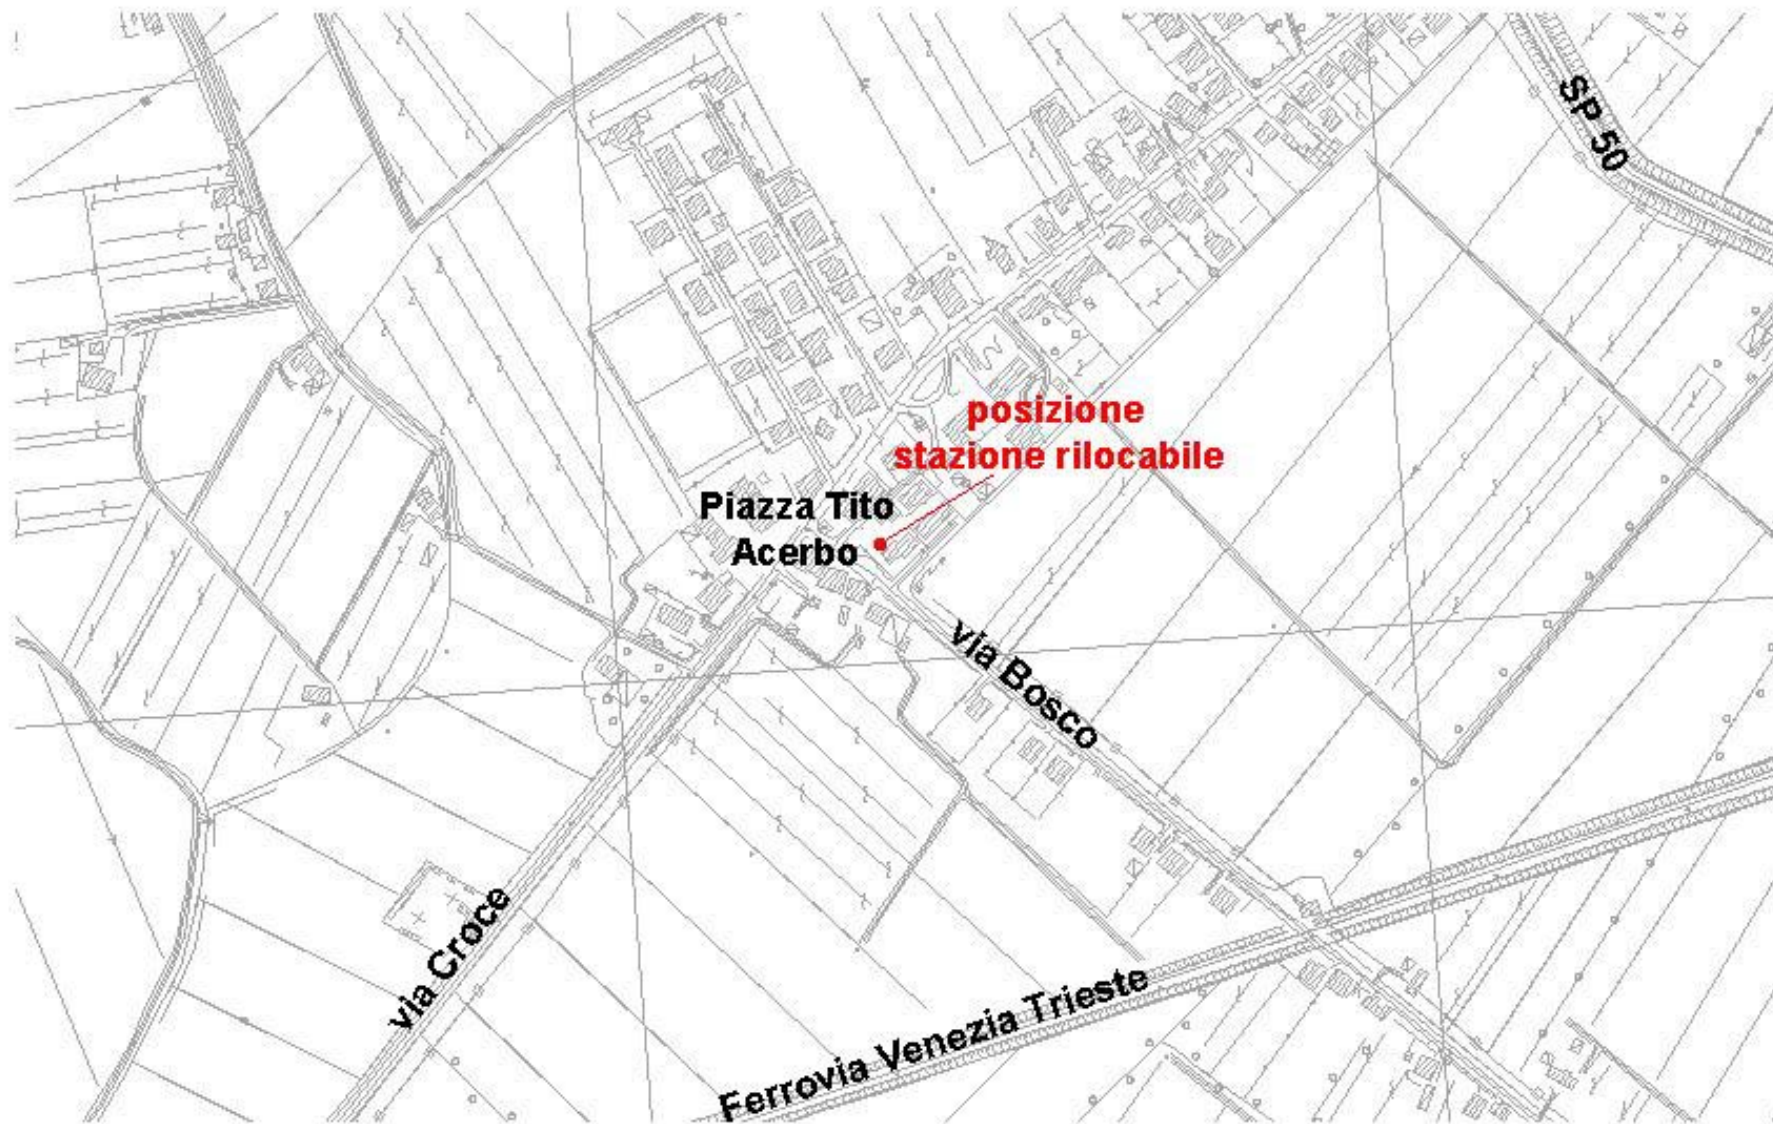 SP 50
posizione
stazione rilocabile
Piazza Tito
Acerbo
via Bosco
via Croce
Ferrovia Venezia Trieste